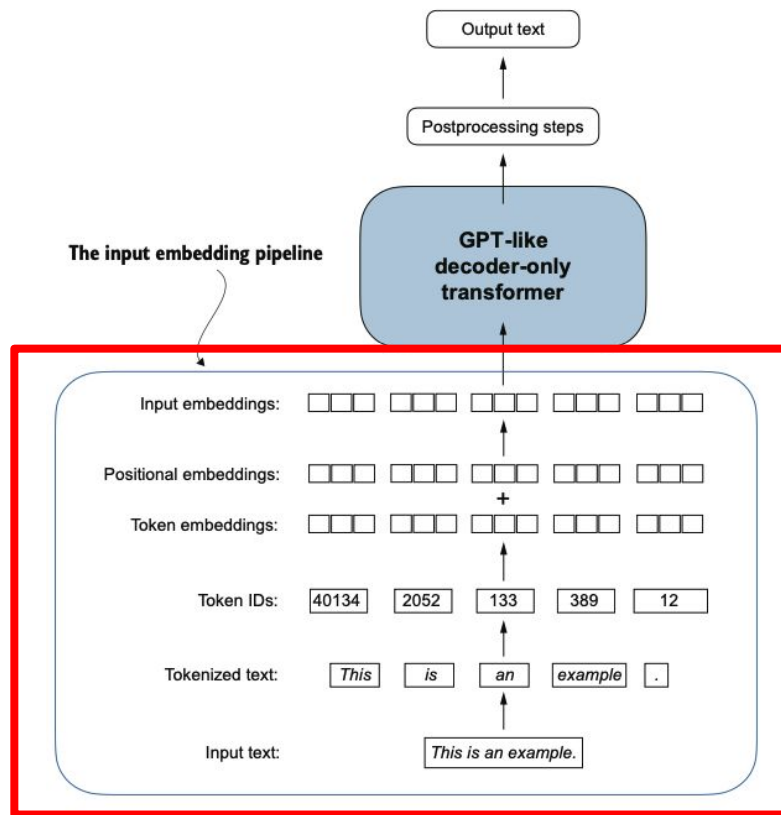 Output text
Postprocessing steps
GPT-like
decoder-only
transformer
The input embedding pipeline
Input embeddings:
Positional embeddings:
+
Token embeddings:
Token IDs: 40134 2052 133 389 12
Tokenized text: This is an example .
Input text: This is an example.